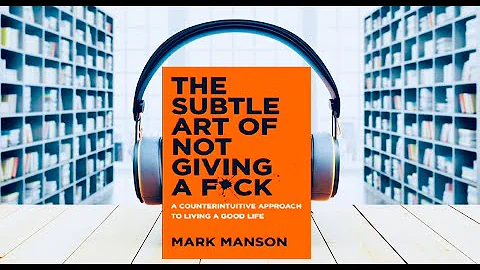 THE
SUBTLE
ART OF
NOT
GIVING
A F*CK
A COUNTERINTUITIVE APPROACH
TO LIVING A GOOD LIFE
MARK MANSON